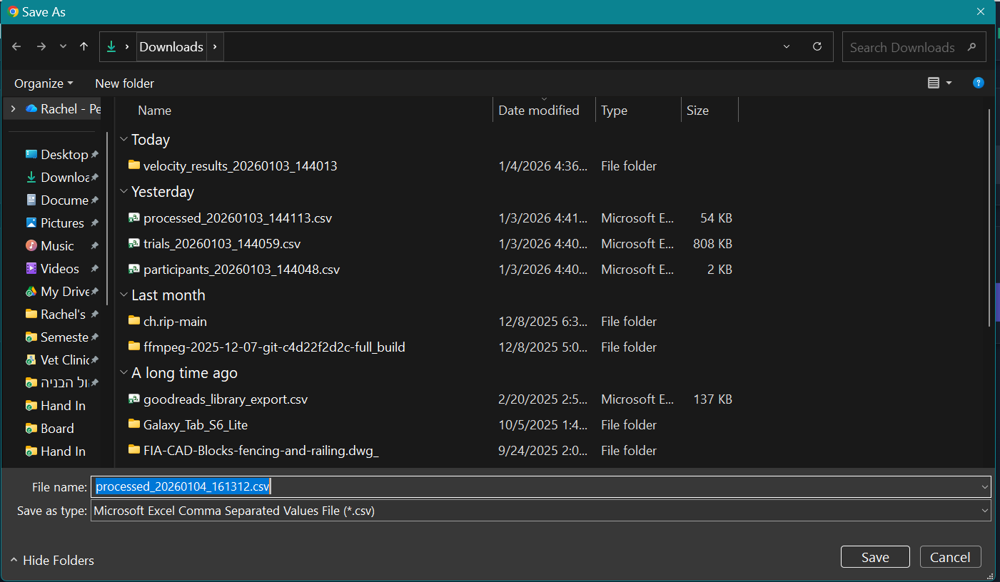 Save As
Downloads
Search Downloads
Organize
New folder
Rachel - Pe
Desktop
Downloa
Docume
Pictures
Music
Videos
My Drive
Rachel's
Semeste
Vet Clinic
ול הבניה
Hand In
Board
Hand In
Name Date modified Type Size
Today
velocity_results_20260103_144013 1/4/2026 4:36... File folder
Yesterday
processed_20260103_144113.csv 1/3/2026 4:41... Microsoft E... 54 KB
trials_20260103_144059.csv 1/3/2026 4:40... Microsoft E... 808 KB
participants_20260103_144048.csv 1/3/2026 4:40... Microsoft E... 2 KB
Last month
ch.rip-main 12/8/2025 6:3... File folder
ffmpeg-2025-12-07-git-c4d22f2d2c-full_build 12/8/2025 5:0... File folder
A long time ago
goodreads_library_export.csv 2/20/2025 2:5... Microsoft E... 137 KB
Galaxy_Tab_S6_Lite 10/5/2025 1:4... File folder
FIA-CAD-Blocks-fencing-and-railing.dwg_ 9/24/2025 2:0... File folder
File name: processed_20260104_161312.csv
Save as type: Microsoft Excel Comma Separated Values File (*.csv)
Hide Folders
Save
Cancel